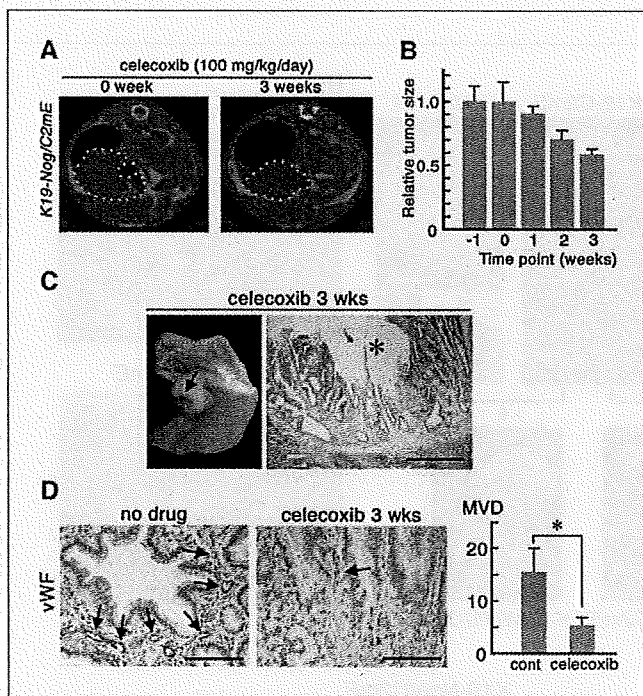 A
celecoxib (100 mg/kg/day)
0 week 3 weeks
K19-Nog/C2mE
B
Relative tumor size
1.0
0.5
0
-1 0 1 2 3
Time point (weeks)
C
celecoxib 3 wks
*
D
no drug celecoxib 3 wks
vWF
MVD
*
20
15
10
5
0
cont celecoxib